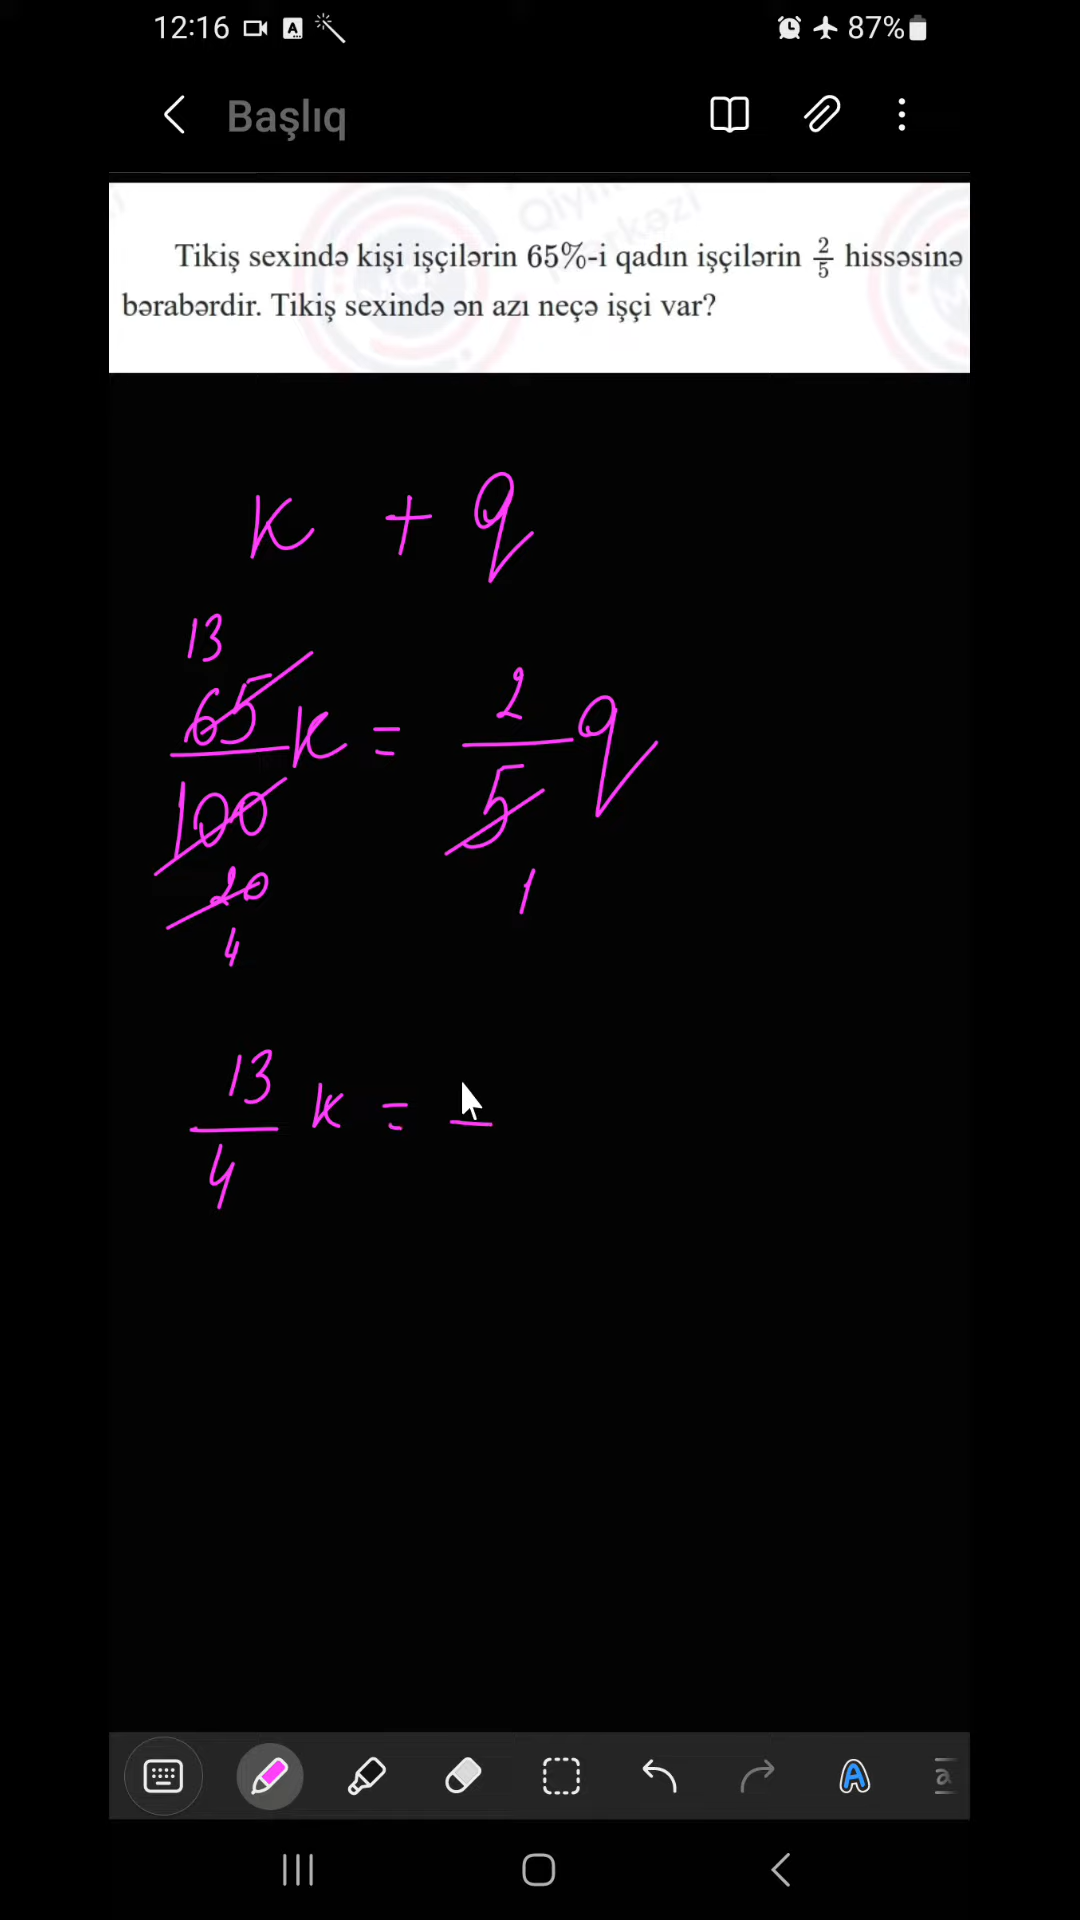 12:16 87%
Başlıq
Tikiş sexində kişi işçilərin 65%-i qadın işçilərin 2/5 hissəsinə
bərabərdir. Tikiş sexində ən azı neçə işçi var?
k + q
13
65/100 k = 2/5 q
20
1
4
13/4 k =
A